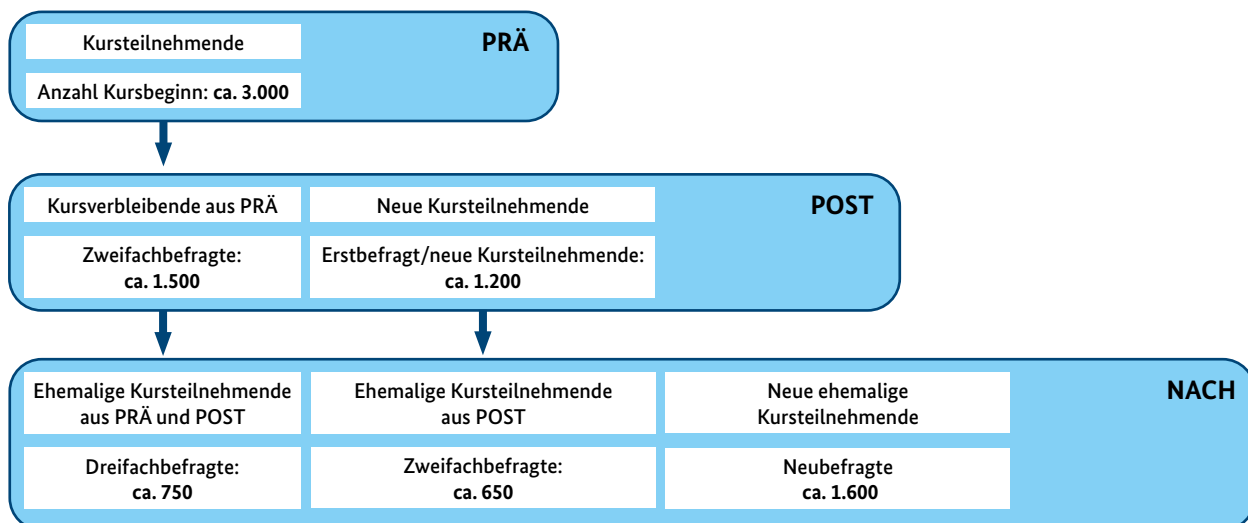 Kursteilnehmende
PRÄ
Anzahl Kursbeginn: ca. 3.000
Kursverbleibende aus PRÄ
Neue Kursteilnehmende
POST
Zweifachbefragte:
ca. 1.500
Erstbefragt/neue Kursteilnehmende:
ca. 1.200
Ehemalige Kursteilnehmende
aus PRÄ und POST
Ehemalige Kursteilnehmende
aus POST
Neue ehemalige
Kursteilnehmende
NACH
Dreifachbefragte:
ca. 750
Zweifachbefragte:
ca. 650
Neubefragte
ca. 1.600